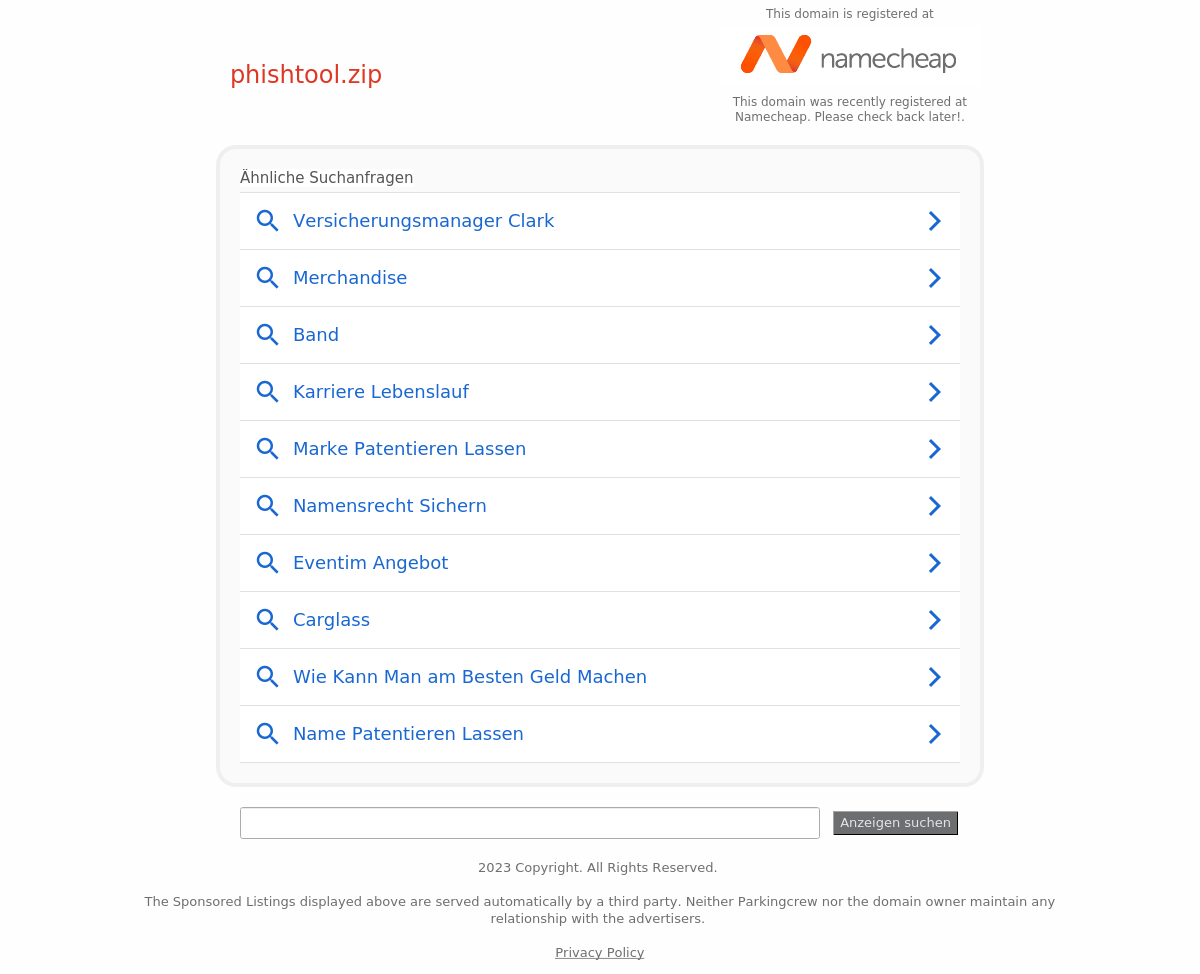 This domain is registered at
namecheap
phishtool.zip
This domain was recently registered at
Namecheap. Please check back later!.
Ähnliche Suchanfragen
Versicherungsmanager Clark
Merchandise
Band
Karriere Lebenslauf
Marke Patentieren Lassen
Namensrecht Sichern
Eventim Angebot
Carglass
Wie Kann Man am Besten Geld Machen
Name Patentieren Lassen
Anzeigen suchen
2023 Copyright. All Rights Reserved.
The Sponsored Listings displayed above are served automatically by a third party. Neither Parkingcrew nor the domain owner maintain any
relationship with the advertisers.
Privacy Policy